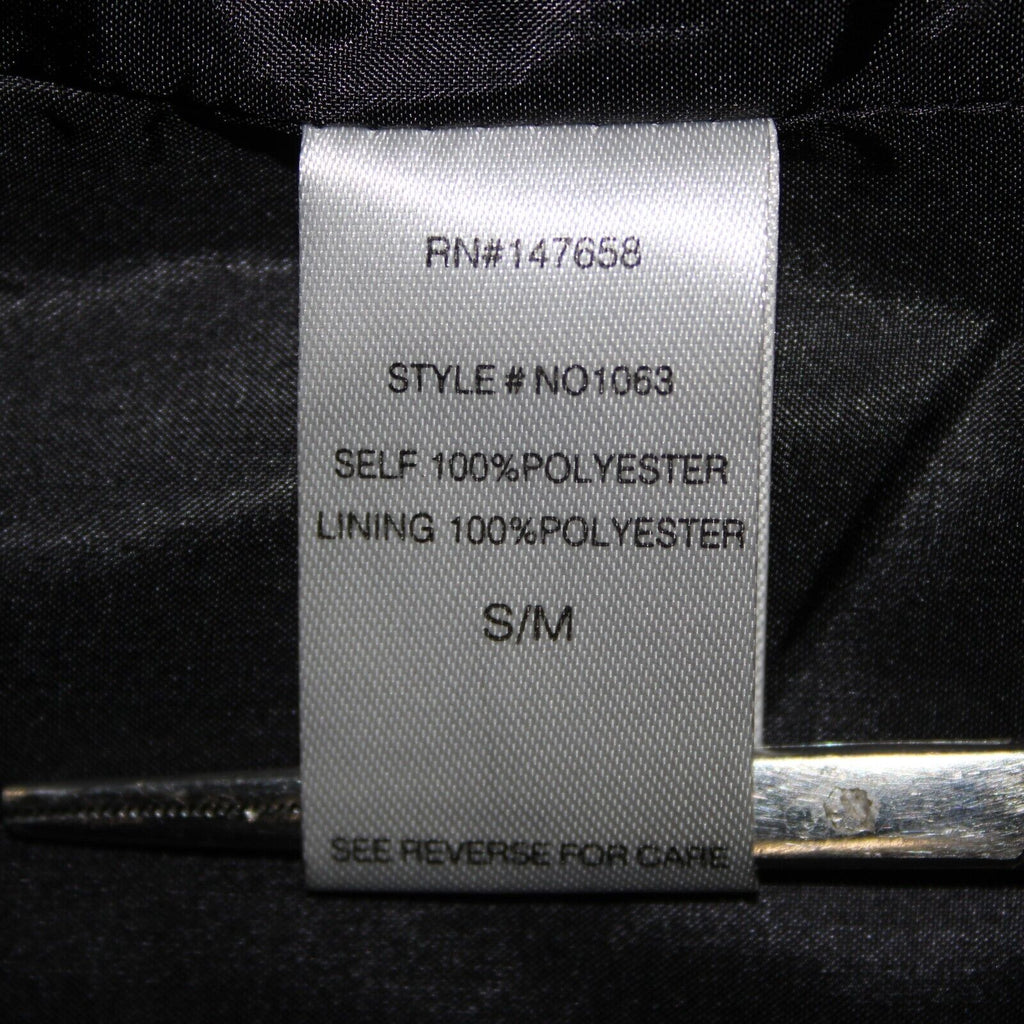 RN#147658
STYLE # NO1063
SELF 100%POLYESTER
LINING 100%POLYESTER
S/M
SEE REVERSE FOR CARE